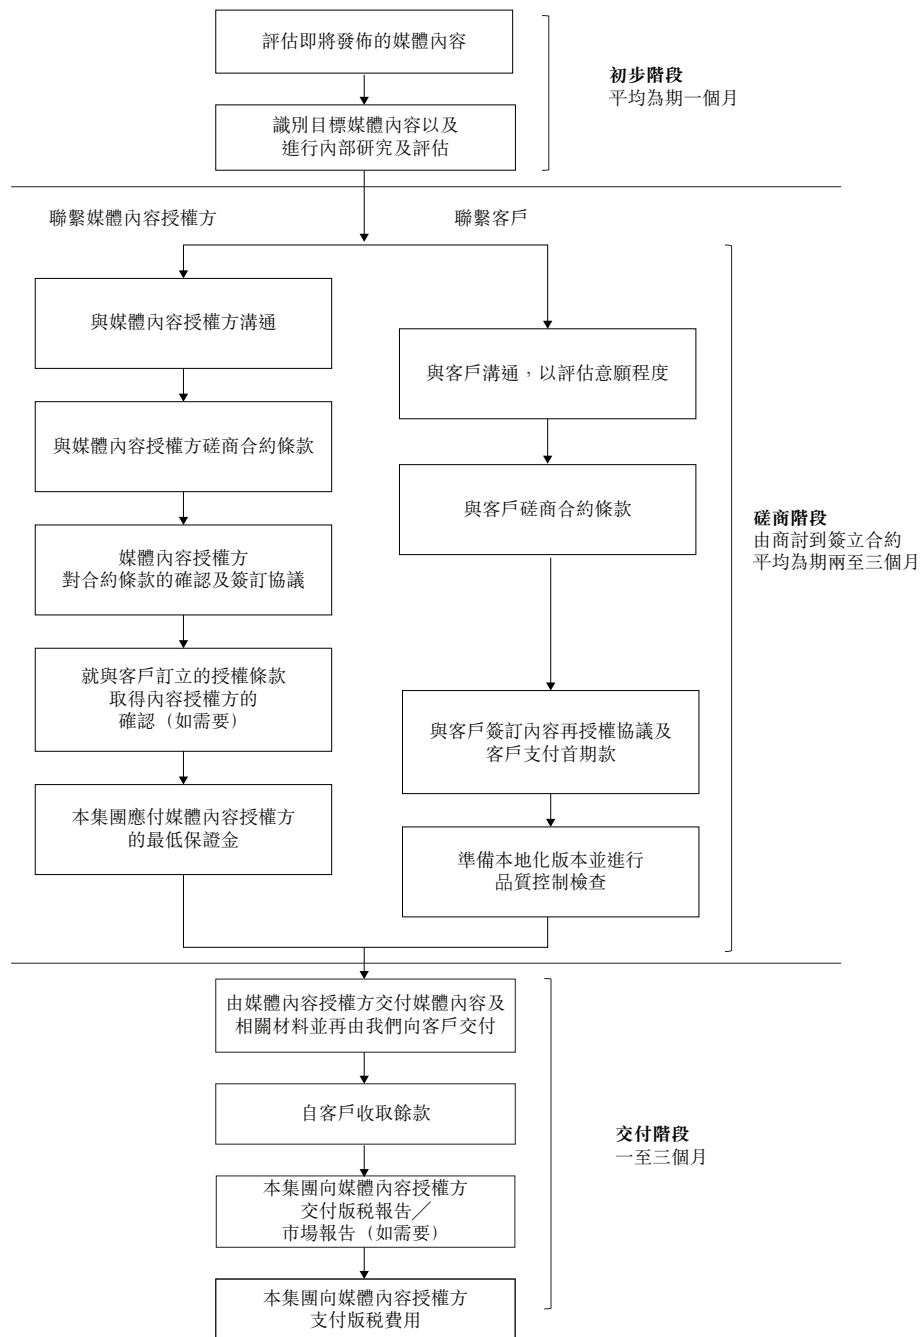 評估即將發佈的媒體內容
初步階段
平均為期一個月
識別目標媒體內容以及
進行內部研究及評估
聯繫媒體內容授權方
聯繫客戶
與媒體內容授權方溝通
與媒體內容授權方磋商合約條款
媒體內容授權方
對合約條款的確認及簽訂協議
就與客戶訂立的授權條款
取得內容授權方的
確認（如需要）
本集團應付媒體內容授權方
的最低保證金
與客戶溝通，以評估意願程度
與客戶磋商合約條款
與客戶簽訂內容再授權協議及
客戶支付首期款
準備本地化版本並進行
品質控制檢查
磋商階段
由商討到簽立合約
平均為期兩至三個月
由媒體內容授權方交付媒體內容及
相關材料並再由我們向客戶交付
自客戶收取餘款
本集團向媒體內容授權方
交付版稅報告／
市場報告（如需要）
本集團向媒體內容授權方
支付版稅費用
交付階段
一至三個月